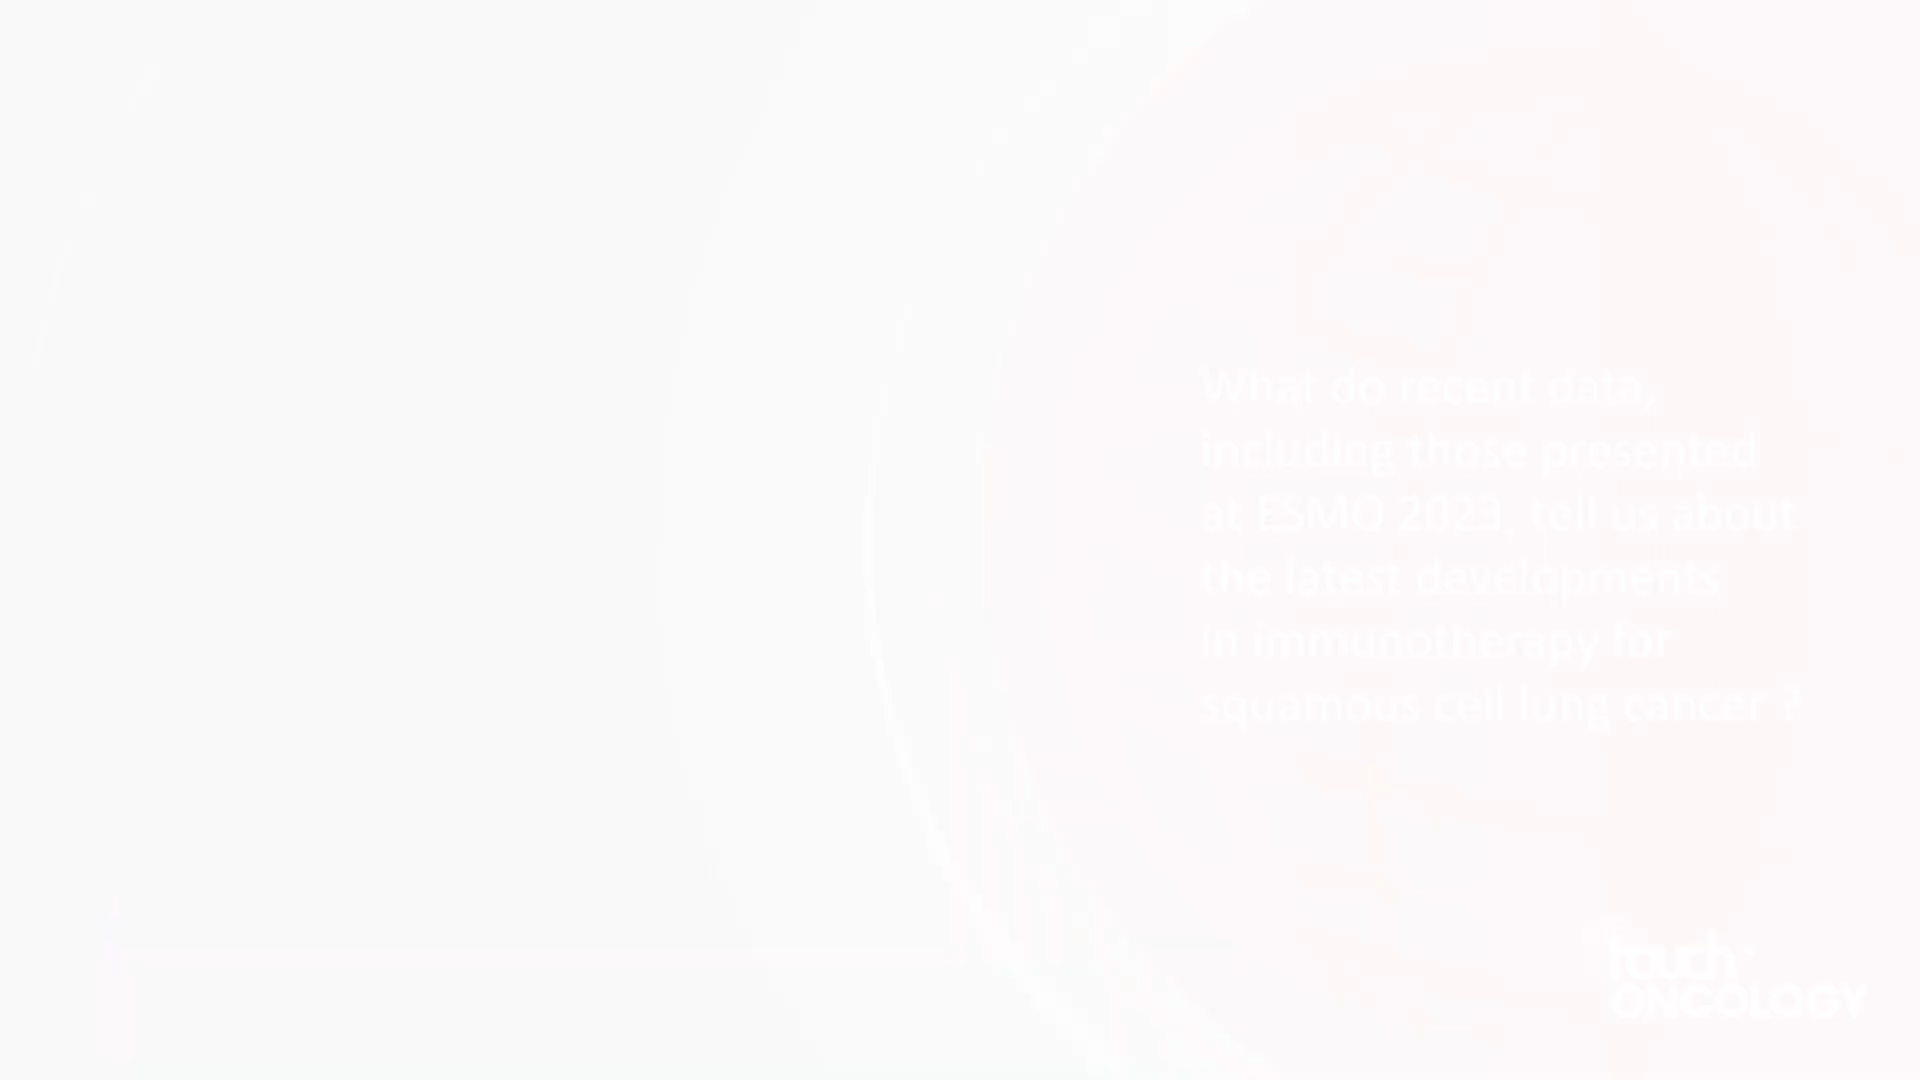 What do recent data,
including those presented
at ESMO 2023, tell us about
the latest developments
in immunotherapy for
squamous cell lung cancer ?
touch
ONCOLOGY